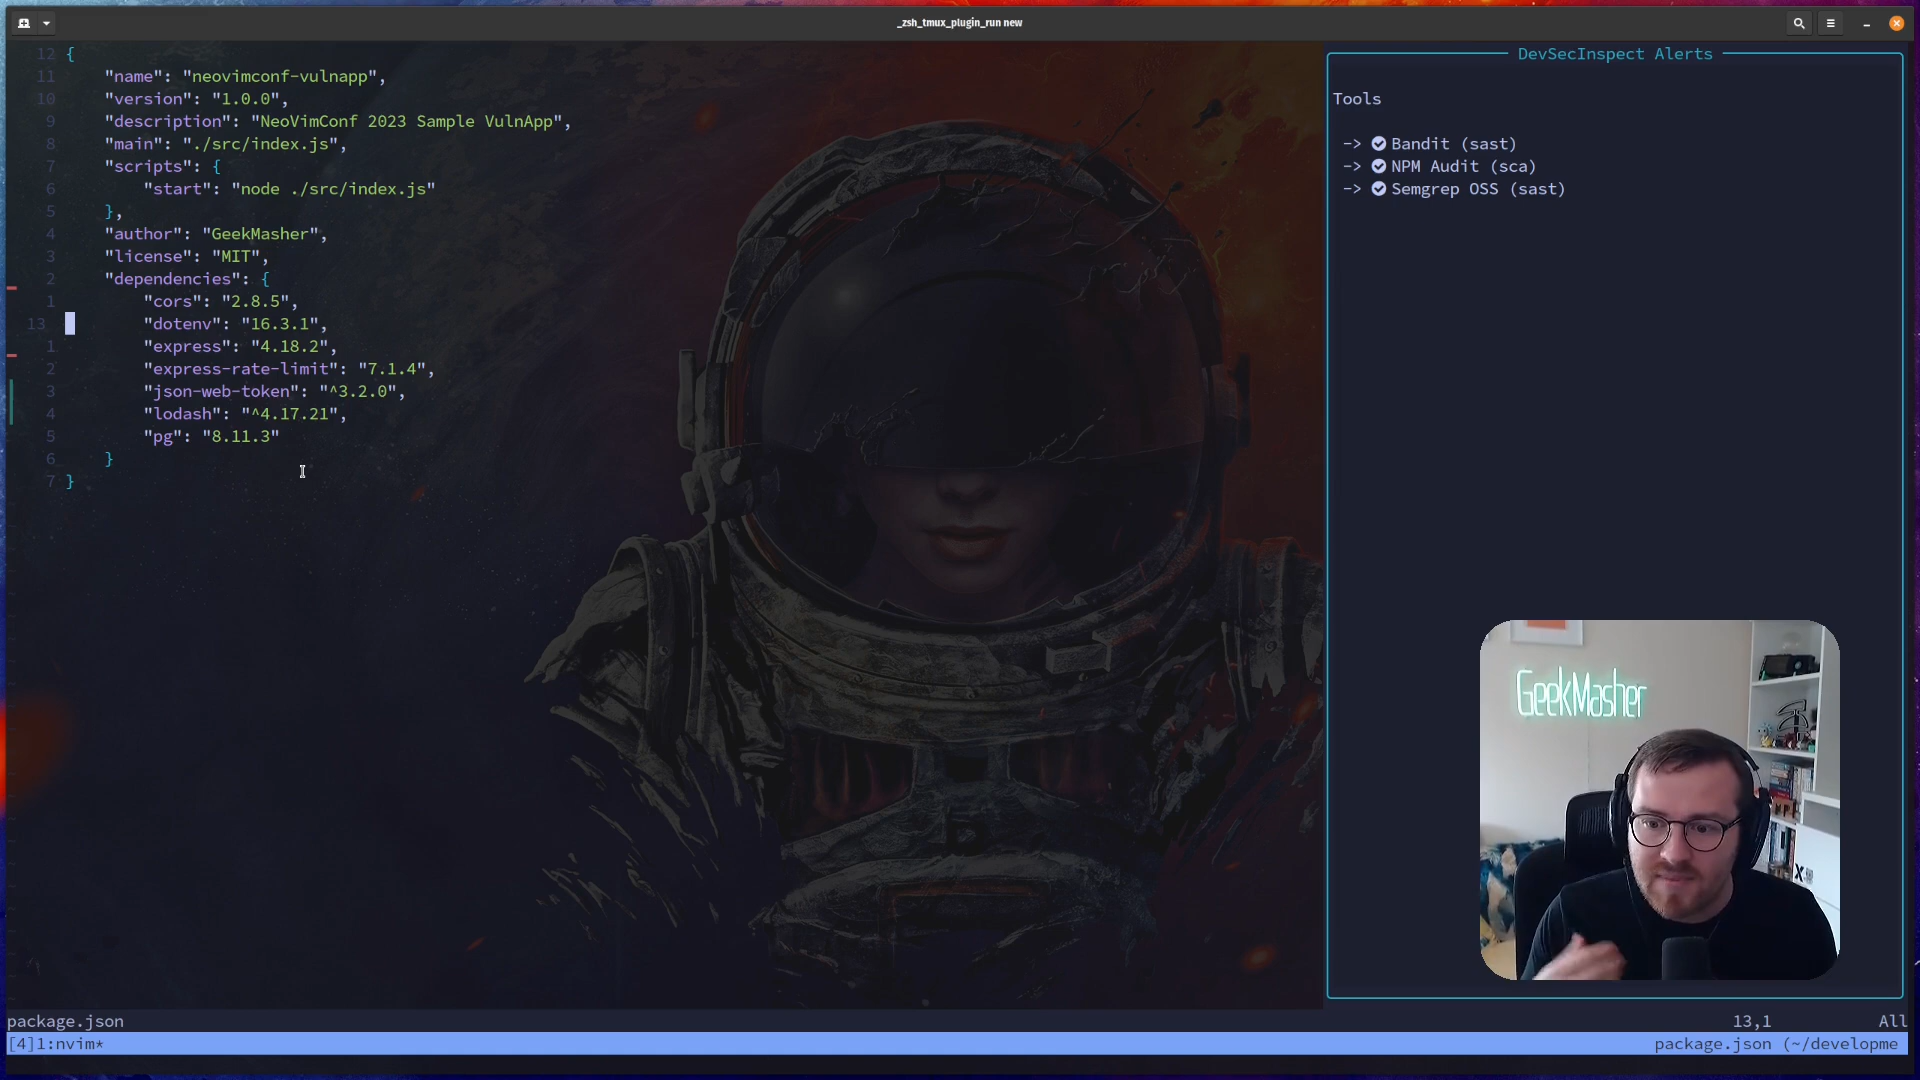 _zsh_tmux_plugin_run new
12 {
11 "name": "neovimconf-vulnapp",
10 "version": "1.0.0",
9 "description": "NeoVimConf 2023 Sample VulnApp",
8 "main": "./src/index.js",
7 "scripts": {
6 "start": "node ./src/index.js"
5 },
4 "author": "GeekMasher",
3 "license": "MIT",
2 "dependencies": {
1 "cors": "2.8.5",
13 "dotenv": "16.3.1",
1 "express": "4.18.2",
2 "express-rate-limit": "7.1.4",
3 "json-web-token": "^3.2.0",
4 "lodash": "^4.17.21",
5 "pg": "8.11.3"
6 }
7 }
DevSecInspect Alerts
Tools
-> Bandit (sast)
-> NPM Audit (sca)
-> Semgrep OSS (sast)
GeekMasher
package.json 13,1 All
[4]1:nvim* package.json (~/developme